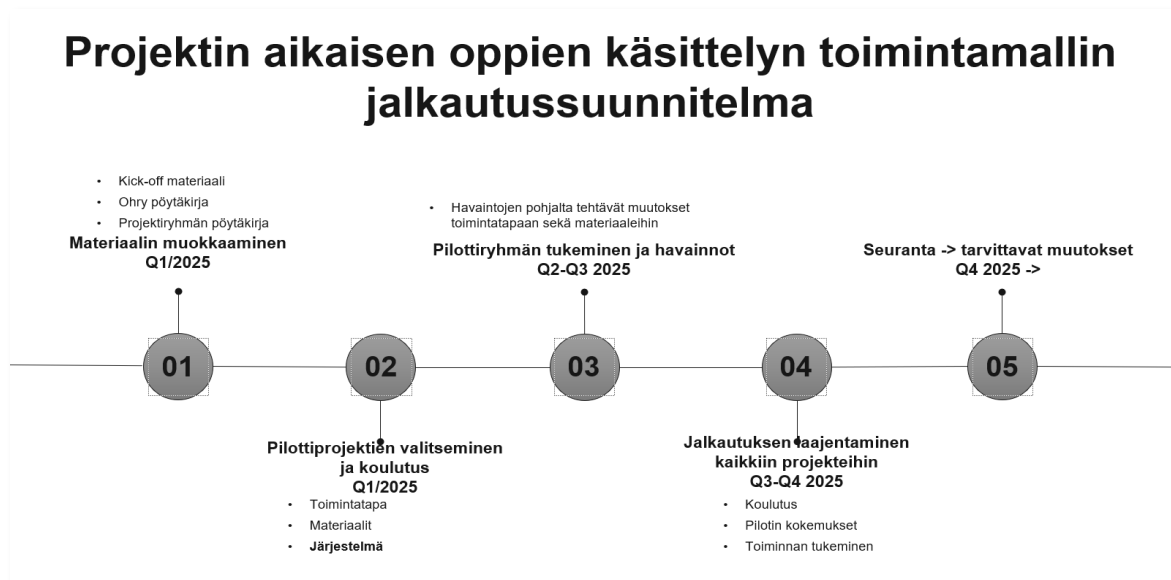 Projektin aikaisen oppien käsittelyn toimintamallin
jalkautussuunnitelma
• Kick-off materiaali
• Ohry pöytäkirja
• Projektiryhmän pöytäkirja
Materiaalin muokkaaminen
Q1/2025
• Havaintojen pohjalta tehtävät muutokset
toimintatapaan sekä materiaaleihin
Pilottiryhmän tukeminen ja havainnot
Q2-Q3 2025
Seuranta -> tarvittavat muutokset
Q4 2025 ->
01
02
03
04
05
Pilottiprojektien valitseminen
ja koulutus
Q1/2025
• Toimintatapa
• Materiaalit
• Järjestelmä
Jalkautuksen laajentaminen
kaikkiin projekteihin
Q3-Q4 2025
• Koulutus
• Pilotin kokemukset
• Toiminnan tukeminen